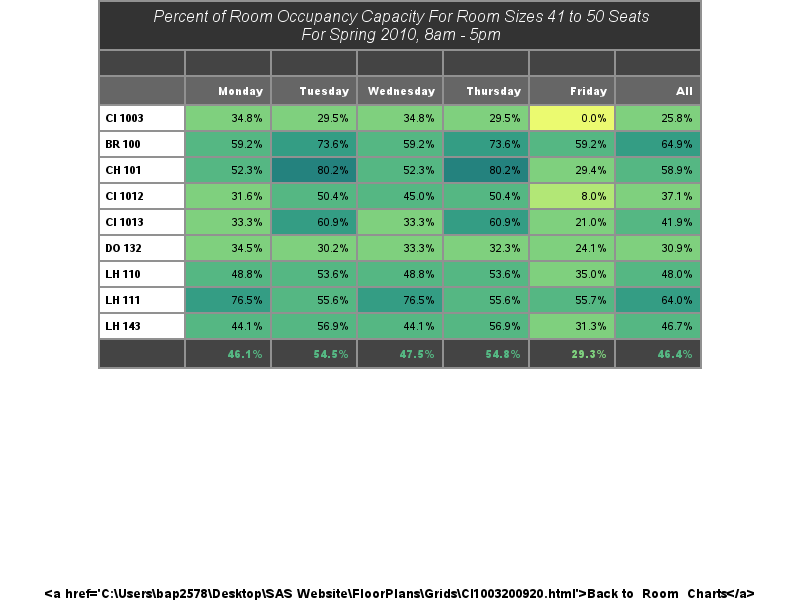 Percent of Room Occupancy Capacity For Room Sizes 41 to 50 Seats
For Spring 2010, 8am - 5pm
Monday Tuesday Wednesday Thursday Friday All
CI 1003 34.8% 29.5% 34.8% 29.5% 0.0% 25.8%
BR 100 59.2% 73.6% 59.2% 73.6% 59.2% 64.9%
CH 101 52.3% 80.2% 52.3% 80.2% 29.4% 58.9%
CI 1012 31.6% 50.4% 45.0% 50.4% 8.0% 37.1%
CI 1013 33.3% 60.9% 33.3% 60.9% 21.0% 41.9%
DO 132 34.5% 30.2% 33.3% 32.3% 24.1% 30.9%
LH 110 48.8% 53.6% 48.8% 53.6% 35.0% 48.0%
LH 111 76.5% 55.6% 76.5% 55.6% 55.7% 64.0%
LH 143 44.1% 56.9% 44.1% 56.9% 31.3% 46.7%
46.1% 54.5% 47.5% 54.8% 29.3% 46.4%
<a href='C:\Users\bap2578\Desktop\SAS Website\FloorPlans\Grids\CI1003200920.html'>Back to Room Charts</a>